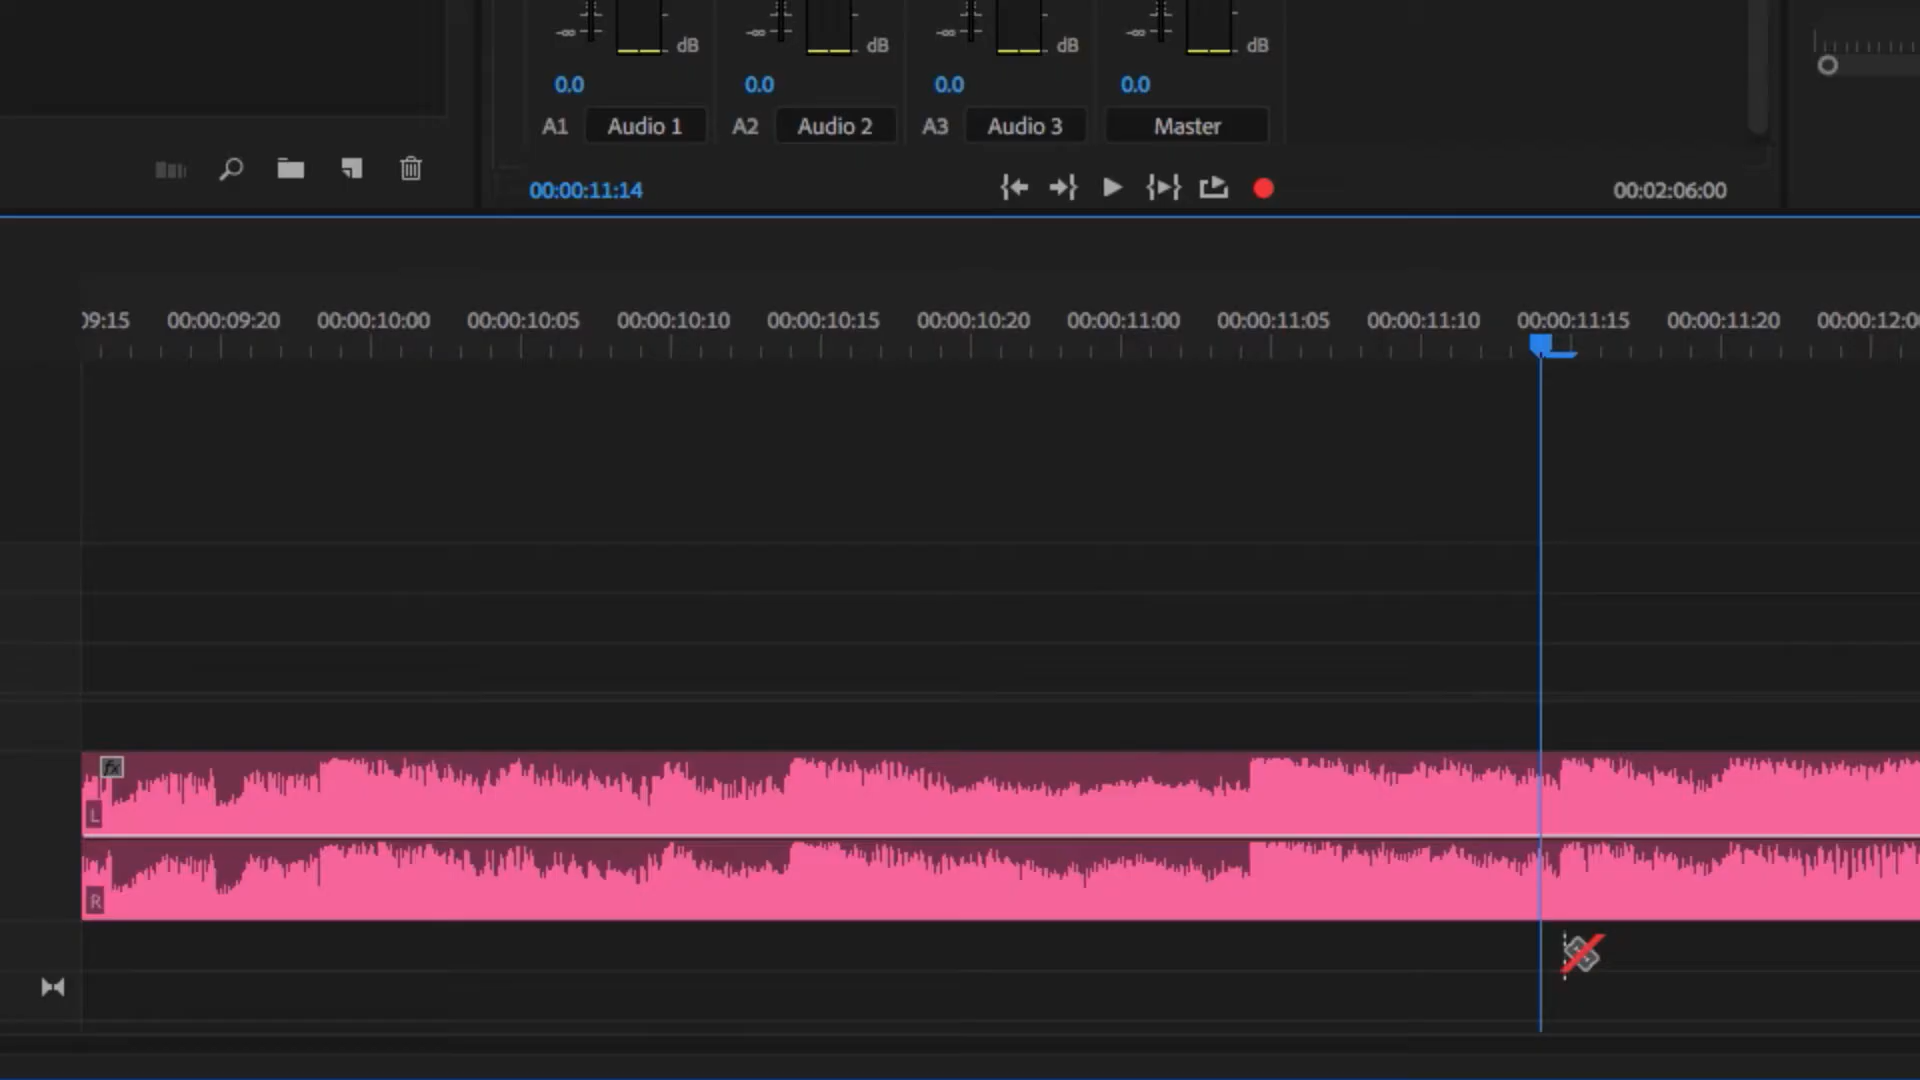 -∞ dB -∞ dB -∞ dB -∞ dB
0.0 0.0 0.0 0.0
A1 Audio 1 A2 Audio 2 A3 Audio 3 Master
00:00:11:14 00:02:06:00
09:15 00:00:09:20 00:00:10:00 00:00:10:05 00:00:10:10 00:00:10:15 00:00:10:20 00:00:11:00 00:00:11:05 00:00:11:10 00:00:11:15 00:00:11:20 00:00:12:00
fx
L
R